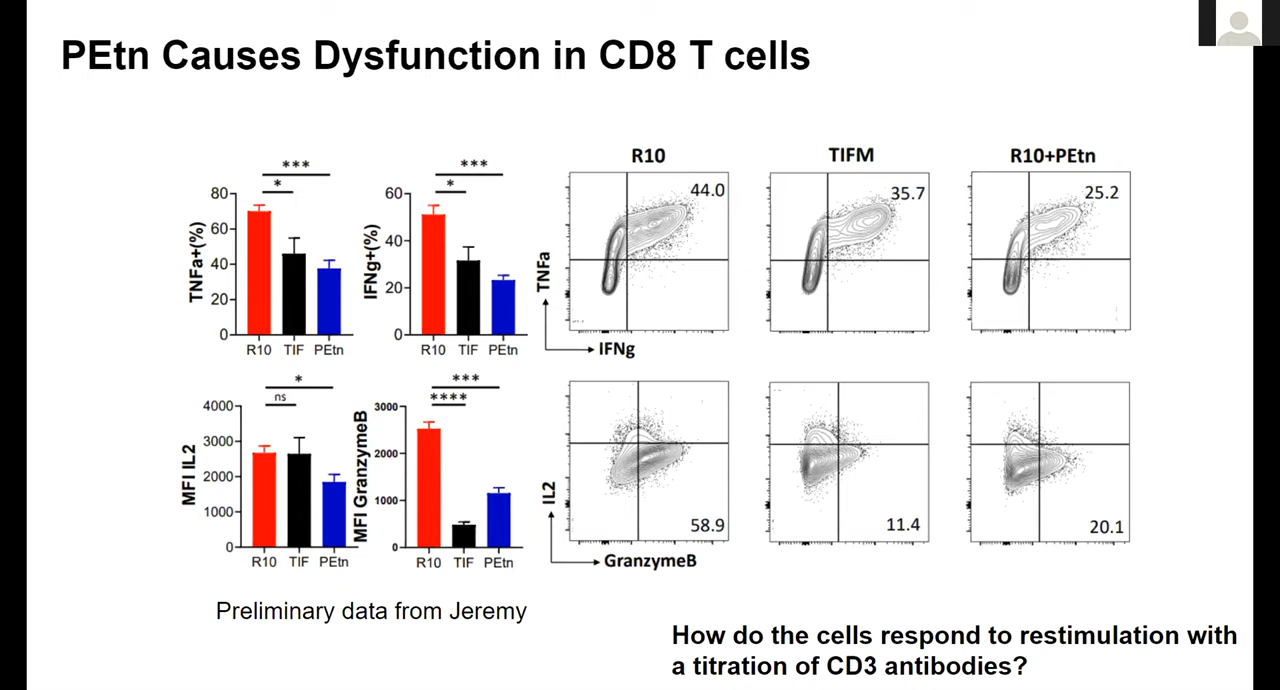 PEtn Causes Dysfunction in CD8 T cells
***
*
80
60
40
20
0
TNFa+(%)
R10 TIF PEtn
***
*
60
40
20
0
IFNg+(%)
R10 TIF PEtn
R10
44.0
TNFa
IFNg
TIFM
35.7
R10+PEtn
25.2
*
ns
4000
3000
2000
1000
0
MFI IL2
R10 TIF PEtn
***
****
3000
2000
1000
0
MFI GranzymeB
R10 TIF PEtn
IL2
58.9
GranzymeB
11.4
20.1
Preliminary data from Jeremy
How do the cells respond to restimulation with
a titration of CD3 antibodies?